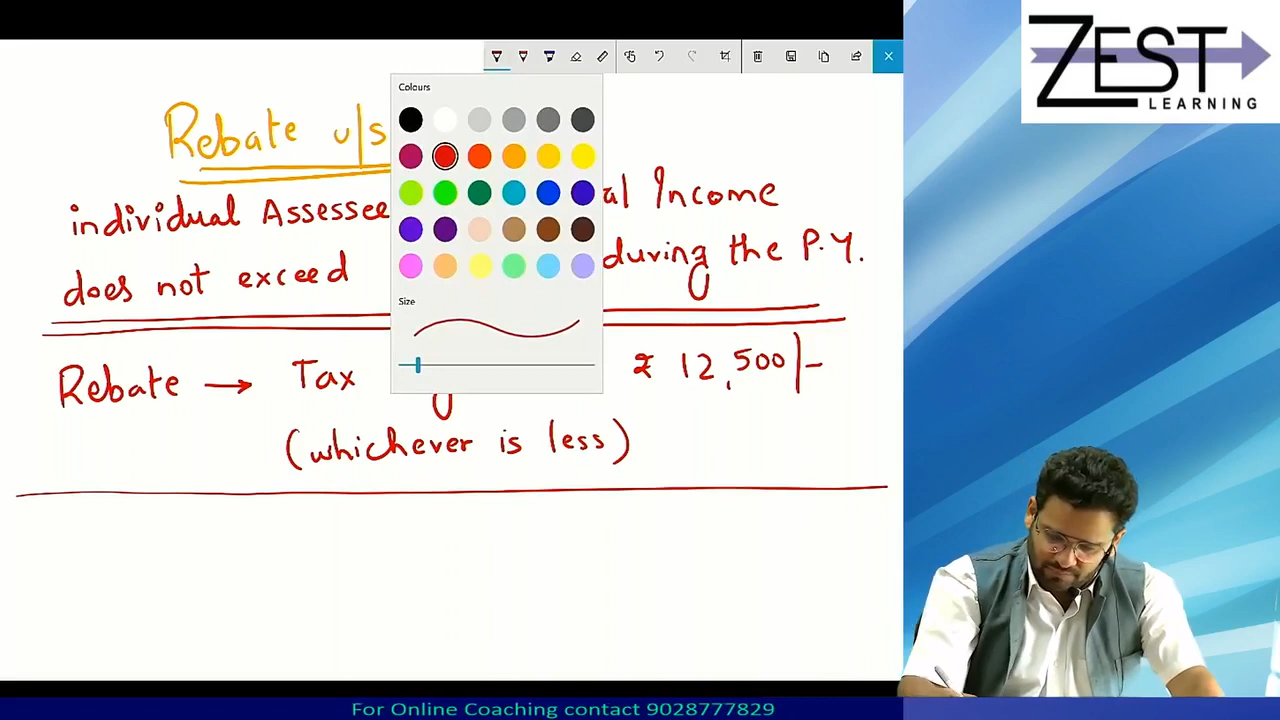 ZEST
LEARNING
Colours
Rebate u/s
individual Assessee al Income
does not exceed during the P.Y.
Size
Rebate → Tax ₹ 12,500/-
(whichever is less)
For Online Coaching contact 9028777829